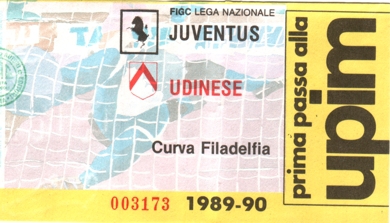 FIGC LEGA NAZIONALE
JUVENTUS
UDINESE
Curva Filadelfia
003173 1989-90
prima passa alla
upim